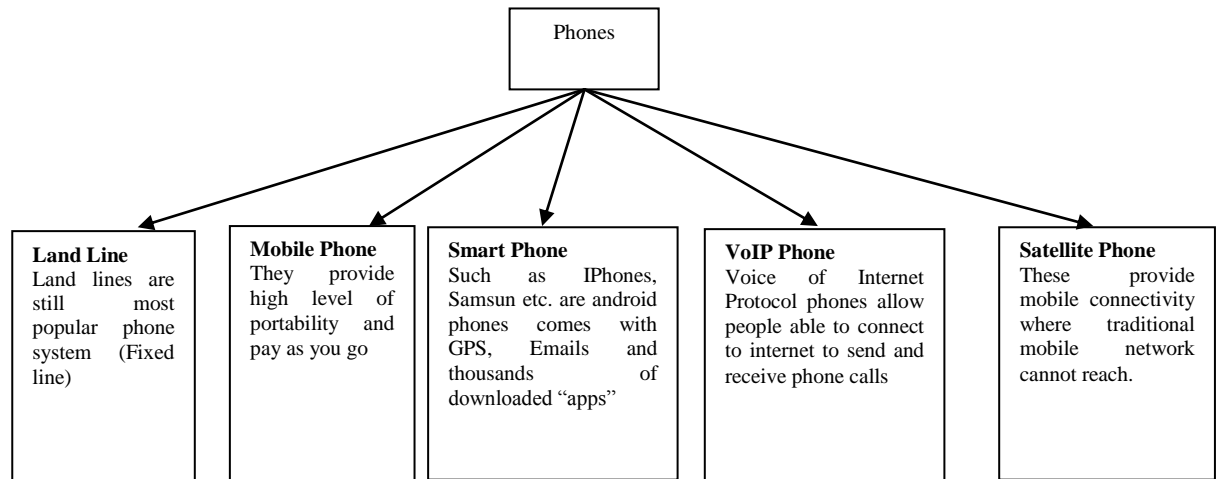 Phones
Land Line
Land lines are
still most
popular phone
system (Fixed
line)
Mobile Phone
They provide
high level of
portability and
pay as you go
Smart Phone
Such as IPhones,
Samsun etc. are android
phones comes with
GPS, Emails and
thousands of
downloaded “apps”
VoIP Phone
Voice of Internet
Protocol phones allow
people able to connect
to internet to send and
receive phone calls
Satellite Phone
These provide
mobile connectivity
where traditional
mobile network
cannot reach.